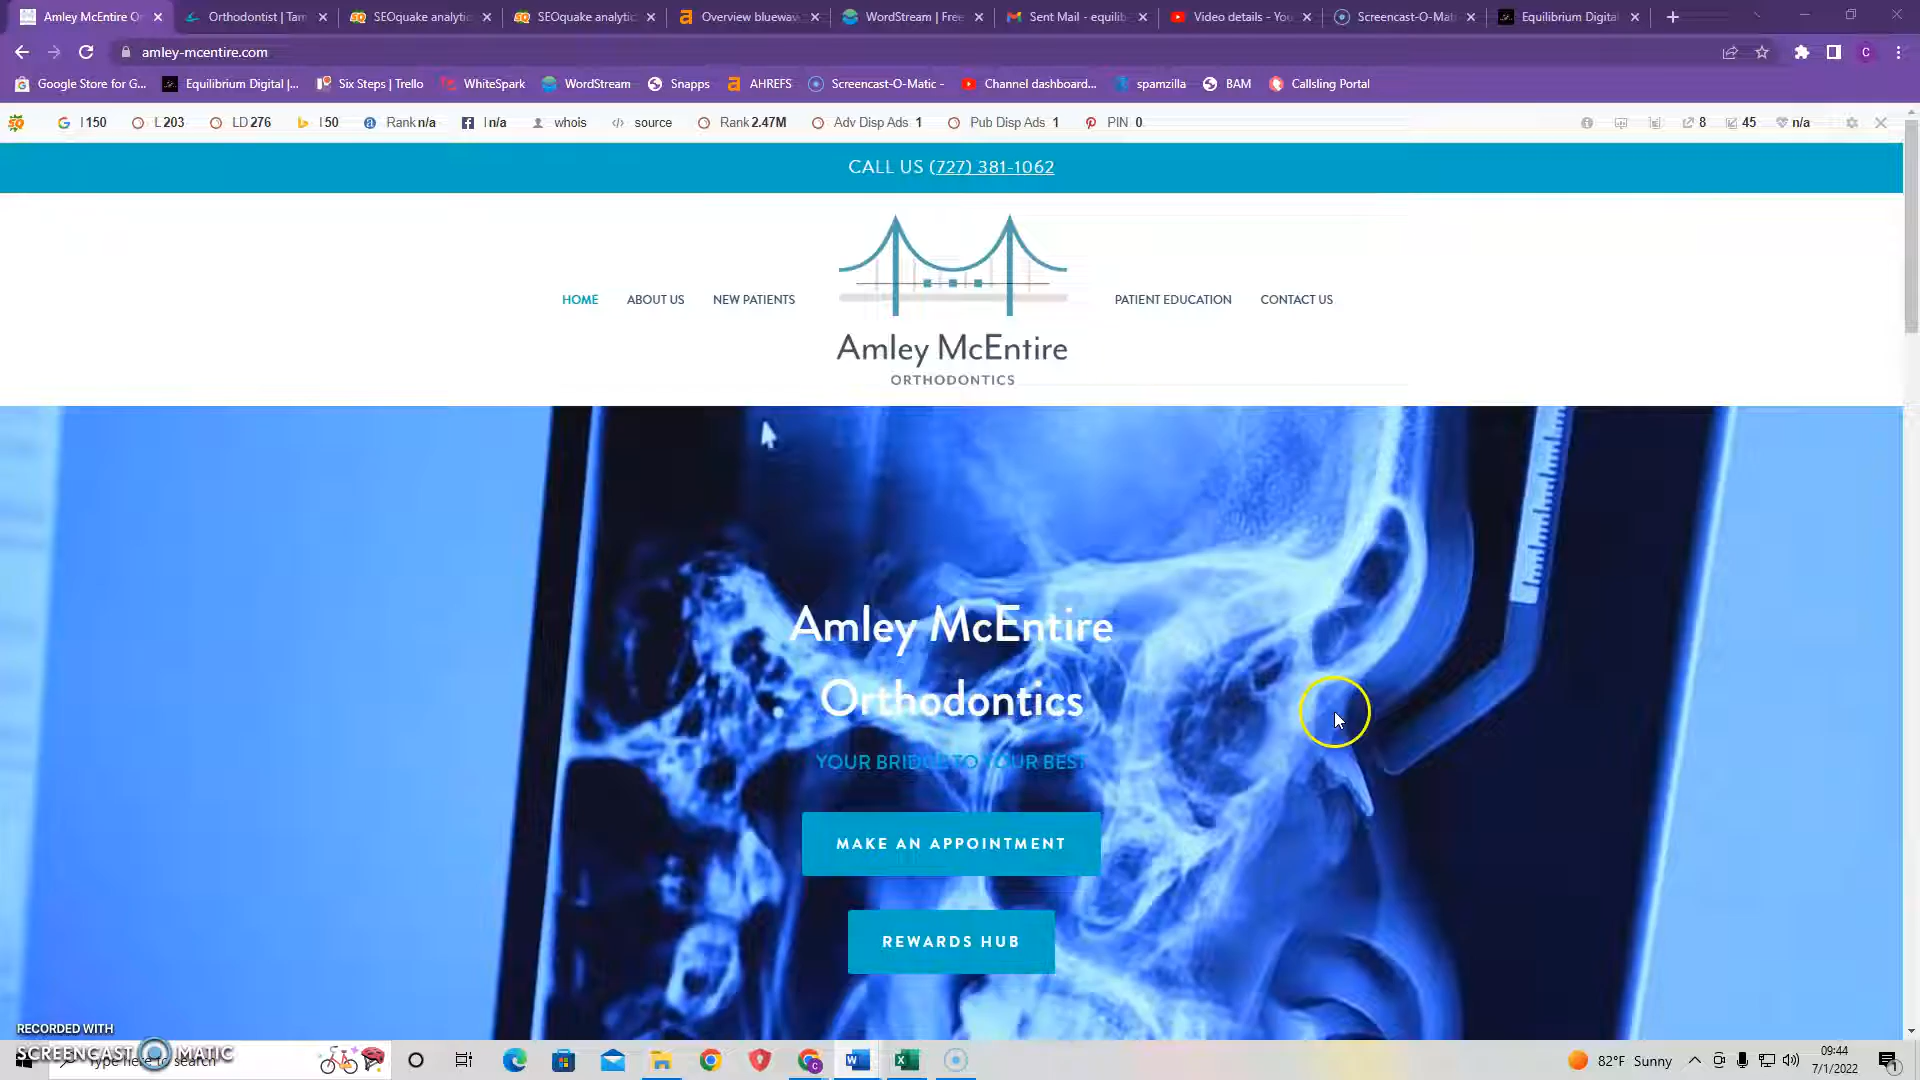 Amley McEntire O
Orthodontist | Tam
SEOquake analytic
SEOquake analytic
Overview bluewav
WordStream | Free
Sent Mail - equilib
Video details - You
Screencast-O-Mati
Equilibrium Digital
amley-mcentire.com
C
Google Store for G...
Equilibrium Digital |...
Six Steps | Trello
WhiteSpark
WordStream
Snapps
AHREFS
Screencast-O-Matic -
Channel dashboard...
spamzilla
BAM
Callsling Portal
I 150
L 203
LD 276
I 50
Rank n/a
I n/a
whois
source
Rank 2.47M
Adv Disp Ads 1
Pub Disp Ads 1
PIN 0
8
45
n/a
CALL US (727) 381-1062
HOME
ABOUT US
NEW PATIENTS
Amley McEntire
ORTHODONTICS
PATIENT EDUCATION
CONTACT US
Amley McEntire
Orthodontics
YOUR BRIDGE TO YOUR BEST
MAKE AN APPOINTMENT
REWARDS HUB
RECORDED WITH
SCREENCAST MATIC
Type here to search
82°F Sunny
09:44
7/1/2022